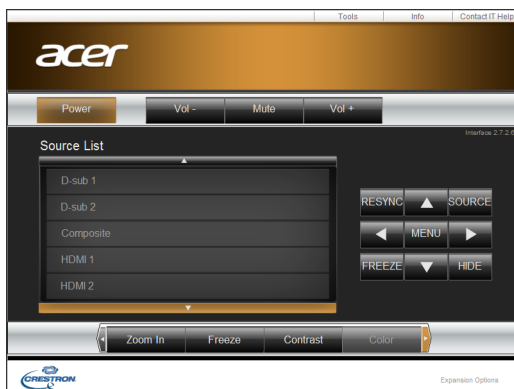 Tools Info Contact IT Help
acer
Power Vol - Mute Vol +
Interface 2.7.2.6
Source List
D-sub 1
D-sub 2
Composite
HDMI 1
HDMI 2
RESYNC SOURCE
MENU
FREEZE HIDE
Zoom In Freeze Contrast Color
CRESTRON
Expansion Options